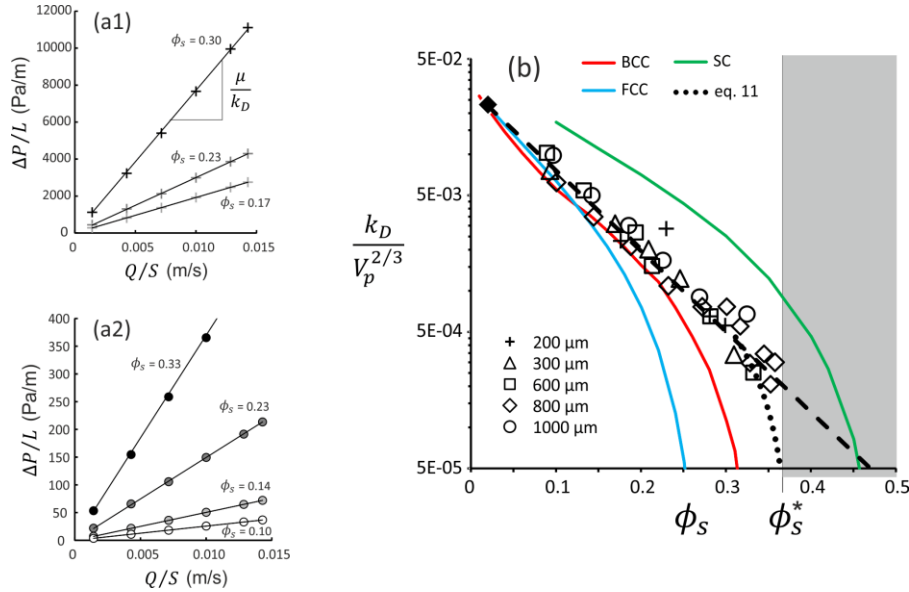 (a1)
12000
10000
8000
6000
4000
2000
0
ΔP/L (Pa/m)
ϕs = 0.30
μ
kD
ϕs = 0.23
ϕs = 0.17
0
0.005
0.010
0.015
Q/S (m/s)
(a2)
400
350
300
250
200
150
100
50
0
ΔP/L (Pa/m)
ϕs = 0.33
ϕs = 0.23
ϕs = 0.14
ϕs = 0.10
0
0.005
0.010
0.015
Q/S (m/s)
(b)
BCC
SC
FCC
eq. 11
5E-02
5E-03
5E-04
5E-05
kD
Vp^2/3
200 μm
300 μm
600 μm
800 μm
1000 μm
0
0.1
0.2
0.3
0.4
0.5
ϕs
ϕs*